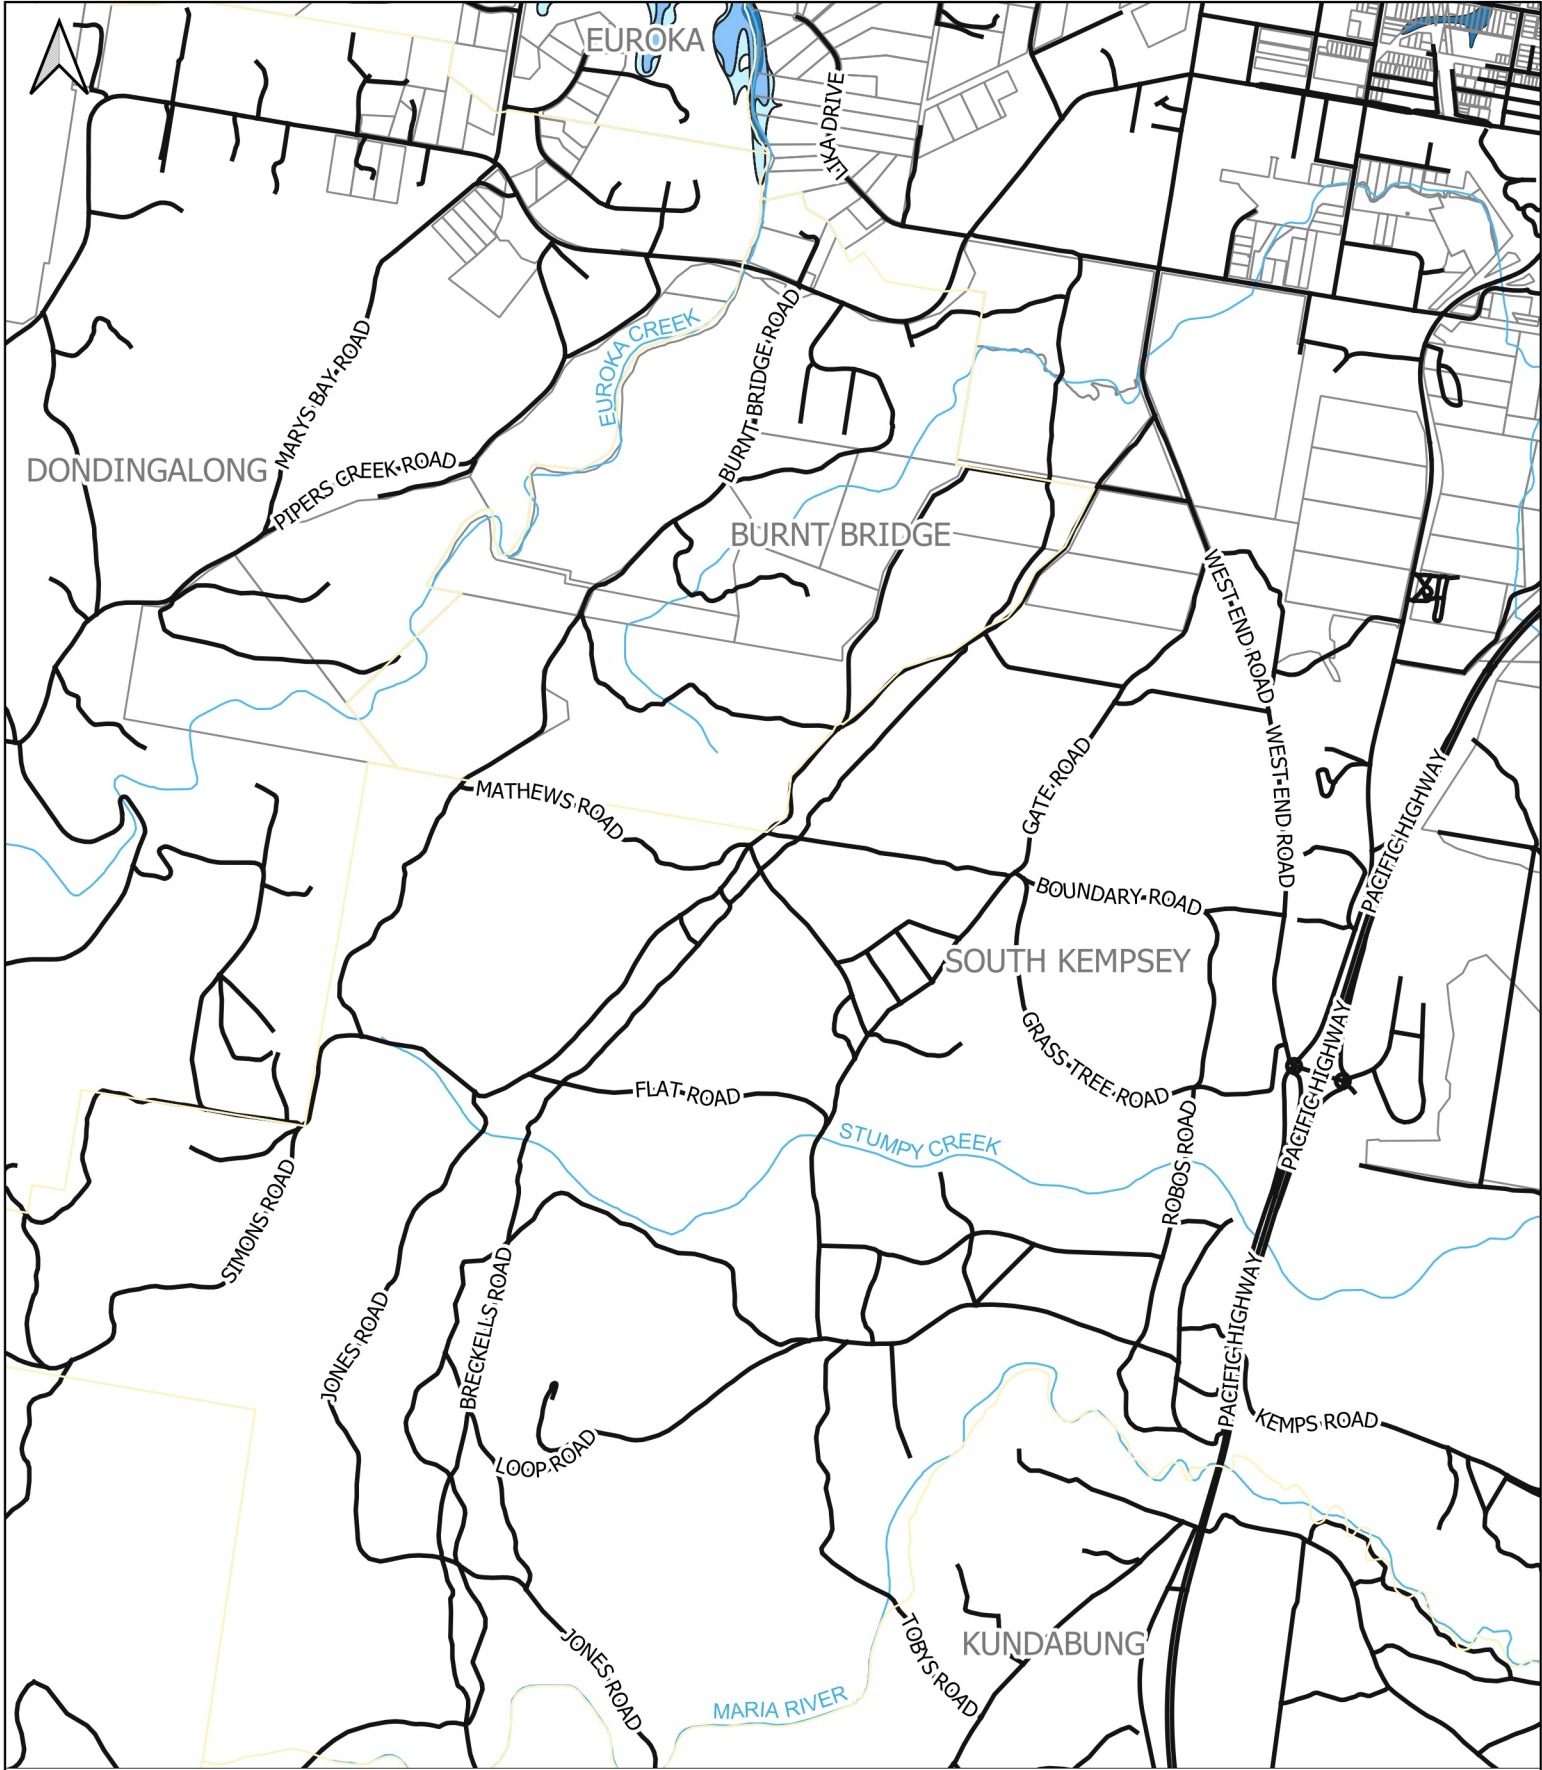 EUROKA
LIKA DRIVE
EUROKA CREEK
BURNT BRIDGE ROAD
MARYS BAY ROAD
DONDINGALONG
PIPERS CREEK ROAD
BURNT BRIDGE
WEST END ROAD
WEST END ROAD
MATHEWS ROAD
GATE ROAD
PACIFIC HIGHWAY
BOUNDARY ROAD
SOUTH KEMPSEY
GRASS TREE ROAD
PACIFIC HIGHWAY
FLAT ROAD
STUMPY CREEK
ROBOS ROAD
SIMONS ROAD
JONES ROAD
BRECKELLS ROAD
PACIFIC HIGHWAY
KEMPS ROAD
LOOP ROAD
JONES ROAD
TOBYS ROAD
KUNDABUNG
MARIA RIVER